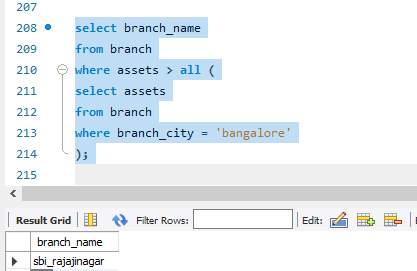 207
208 select branch_name
209 from branch
210 where assets > all (
211 select assets
212 from branch
213 where branch_city = 'bangalore'
214 );
215
Result Grid Filter Rows: Edit:
branch_name
sbi_rajajinagar